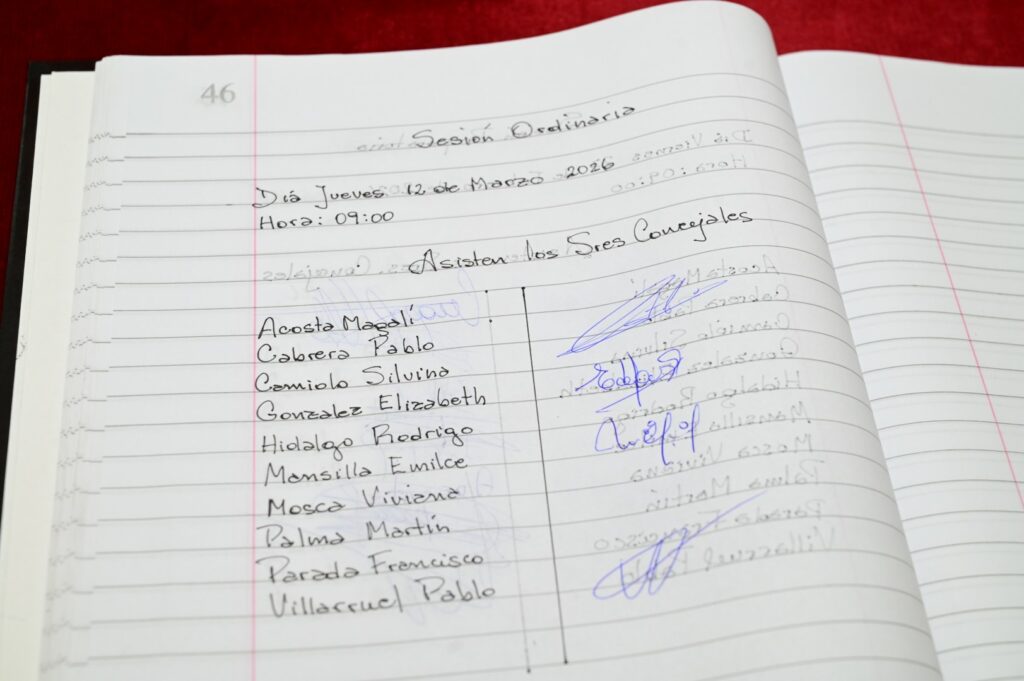 46
Sesión Ordinaria
Diá Jueves 12 de Marzo 2026
Hora: 09:00
Asisten los Sres Concejales
Acosta Magalí
Cabrera Pablo
Camiolo Silvina
Gonzalez Elizabeth
Hidalgo Rodrigo
Mansilla Emilce
Mosca Viviana
Palma Martín
Parada Francisco
Villarruel Pablo